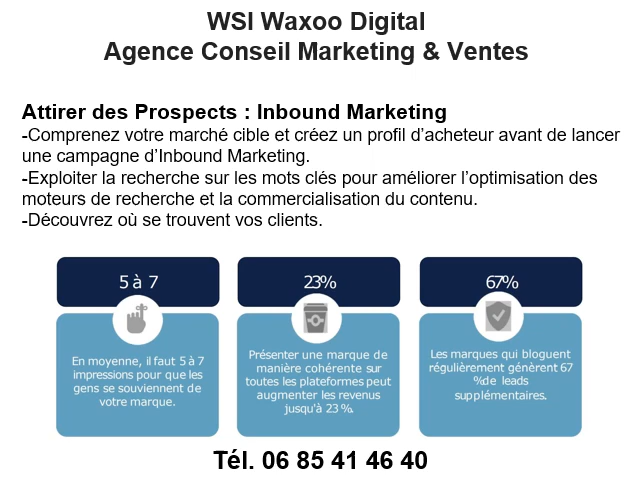 WSI Waxoo Digital
Agence Conseil Marketing & Ventes
Attirer des Prospects : Inbound Marketing
-Comprenez votre marché cible et créez un profil d’acheteur avant de lancer
une campagne d’Inbound Marketing.
-Exploiter la recherche sur les mots clés pour améliorer l’optimisation des
moteurs de recherche et la commercialisation du contenu.
-Découvrez où se trouvent vos clients.
5 à 7
En moyenne, il faut 5 à 7
impressions pour que les
gens se souviennent de
votre marque.
23%
Présenter une marque de
manière cohérente sur
toutes les plateformes peut
augmenter les revenus
jusqu'à 23 %.
67%
Les marques qui bloguent
régulièrement génèrent 67
%de leads
supplémentaires.
Tél. 06 85 41 46 40